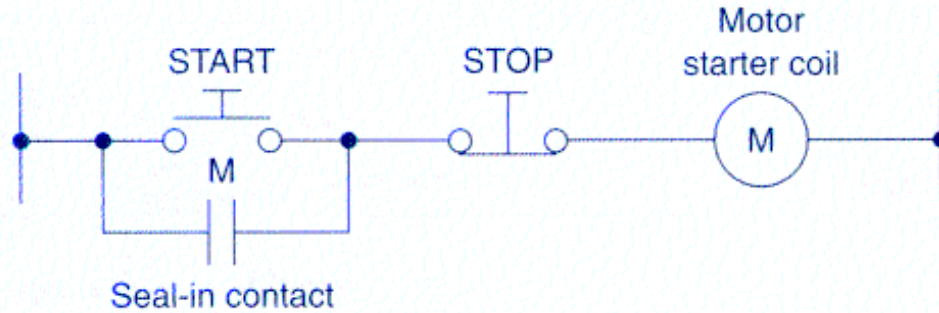 Motor
starter coil
START
STOP
M
M
Seal-in contact